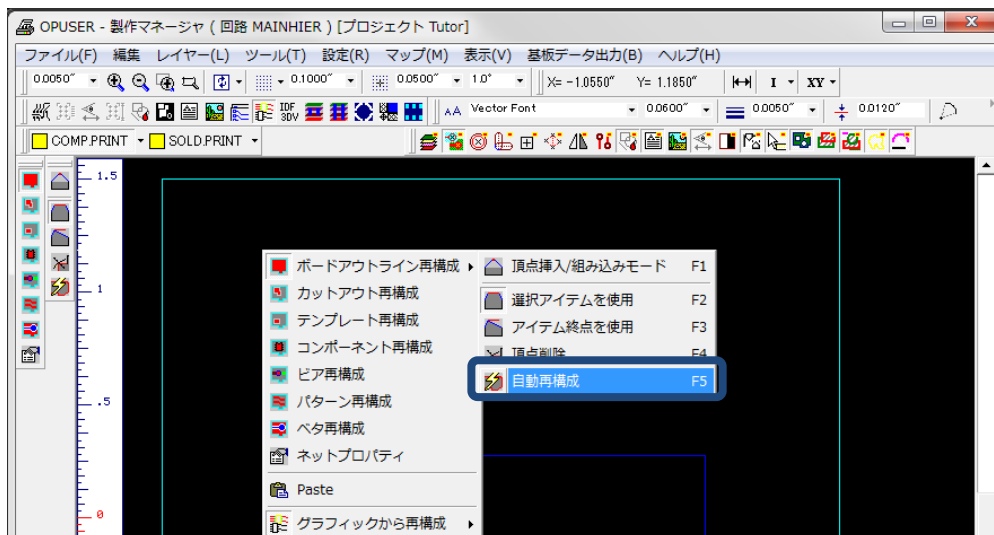 OPUSER - 製作マネージャ ( 回路 MAINHIER ) [プロジェクト Tutor]
ファイル(F) 編集 レイヤー(L) ツール(T) 設定(R) マップ(M) 表示(V) 基板データ出力(B) ヘルプ(H)
0.0050" 0.1000" 0.0500" 1.0° X= -1.0550" Y= 1.1850" I XY
IDF 3DV AA Vector Font 0.0600" 0.0050" 0.0120"
COMP.PRINT SOLD.PRINT
1.5
ボードアウトライン再構成 頂点挿入/組み込みモード F1
カットアウト再構成 選択アイテムを使用 F2
1
テンプレート再構成 アイテム終点を使用 F3
コンポーネント再構成 頂点削除 F4
ビア再構成 自動再構成 F5
.5
パターン再構成
ベタ再構成
ネットプロパティ
Paste
0
グラフィックから再構成